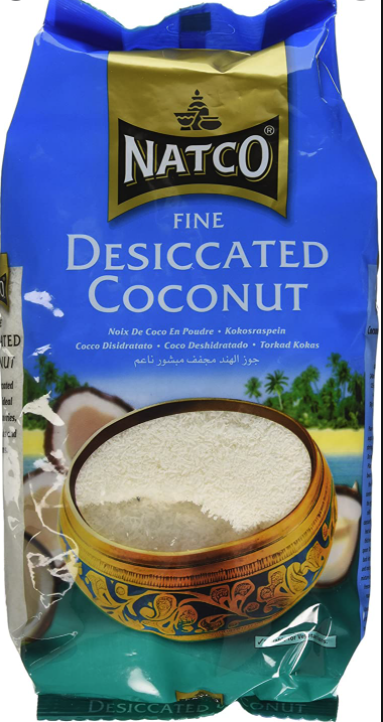 NATCO®
FINE
DESICCATED
COCONUT
Noix De Coco En Poudre • Kokosraspein
Cocco Disidratato • Coco Deshidratado • Torkad Kokos
جوز الهند مجفف مبشور ناعم
DESICCATED COCONUT